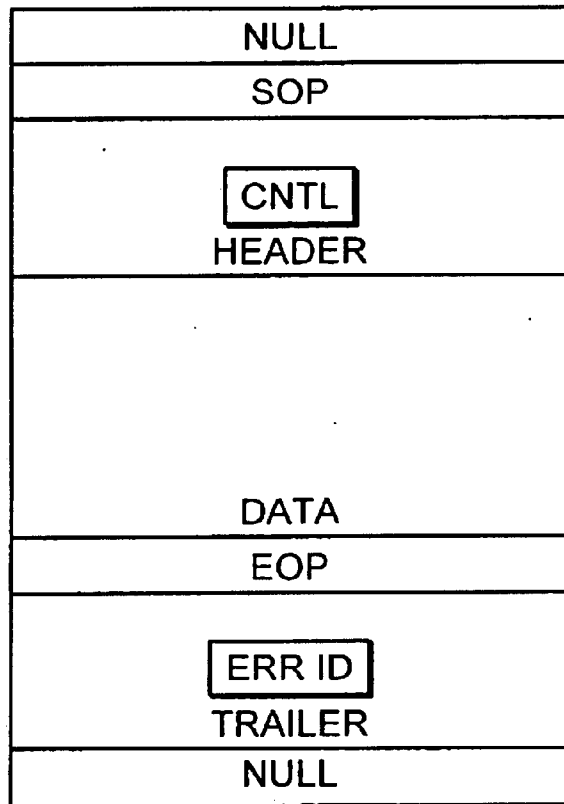 NULL
SOP
CNTL
HEADER
DATA
EOP
ERR ID
TRAILER
NULL